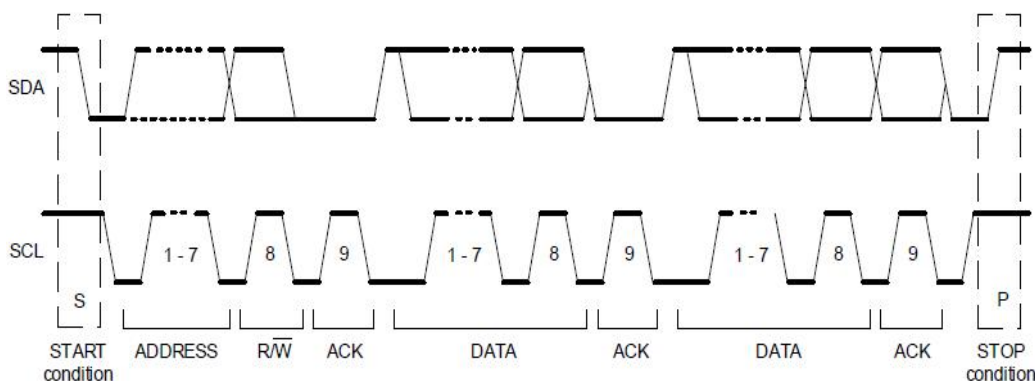 SDA
SCL
1 - 7
8
9
1 - 7
8
9
1 - 7
8
9
S
P
START condition
ADDRESS
R/W̅
ACK
DATA
ACK
DATA
ACK
STOP condition